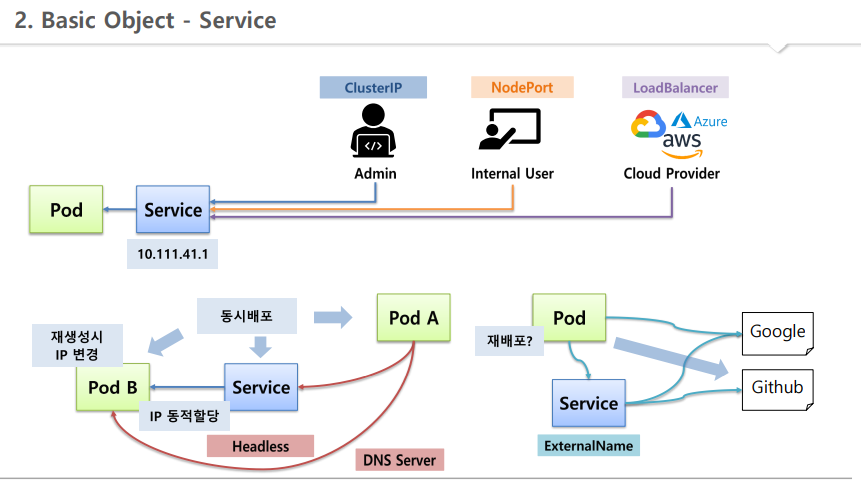 2. Basic Object - Service
ClusterIP
NodePort
LoadBalancer
</>
Azure
aws
Admin
Internal User
Cloud Provider
Pod
Service
10.111.41.1
동시배포
Pod A
재생성시
IP 변경
Pod B
Service
IP 동적할당
Headless
DNS Server
Pod
재배포?
Google
Github
Service
ExternalName